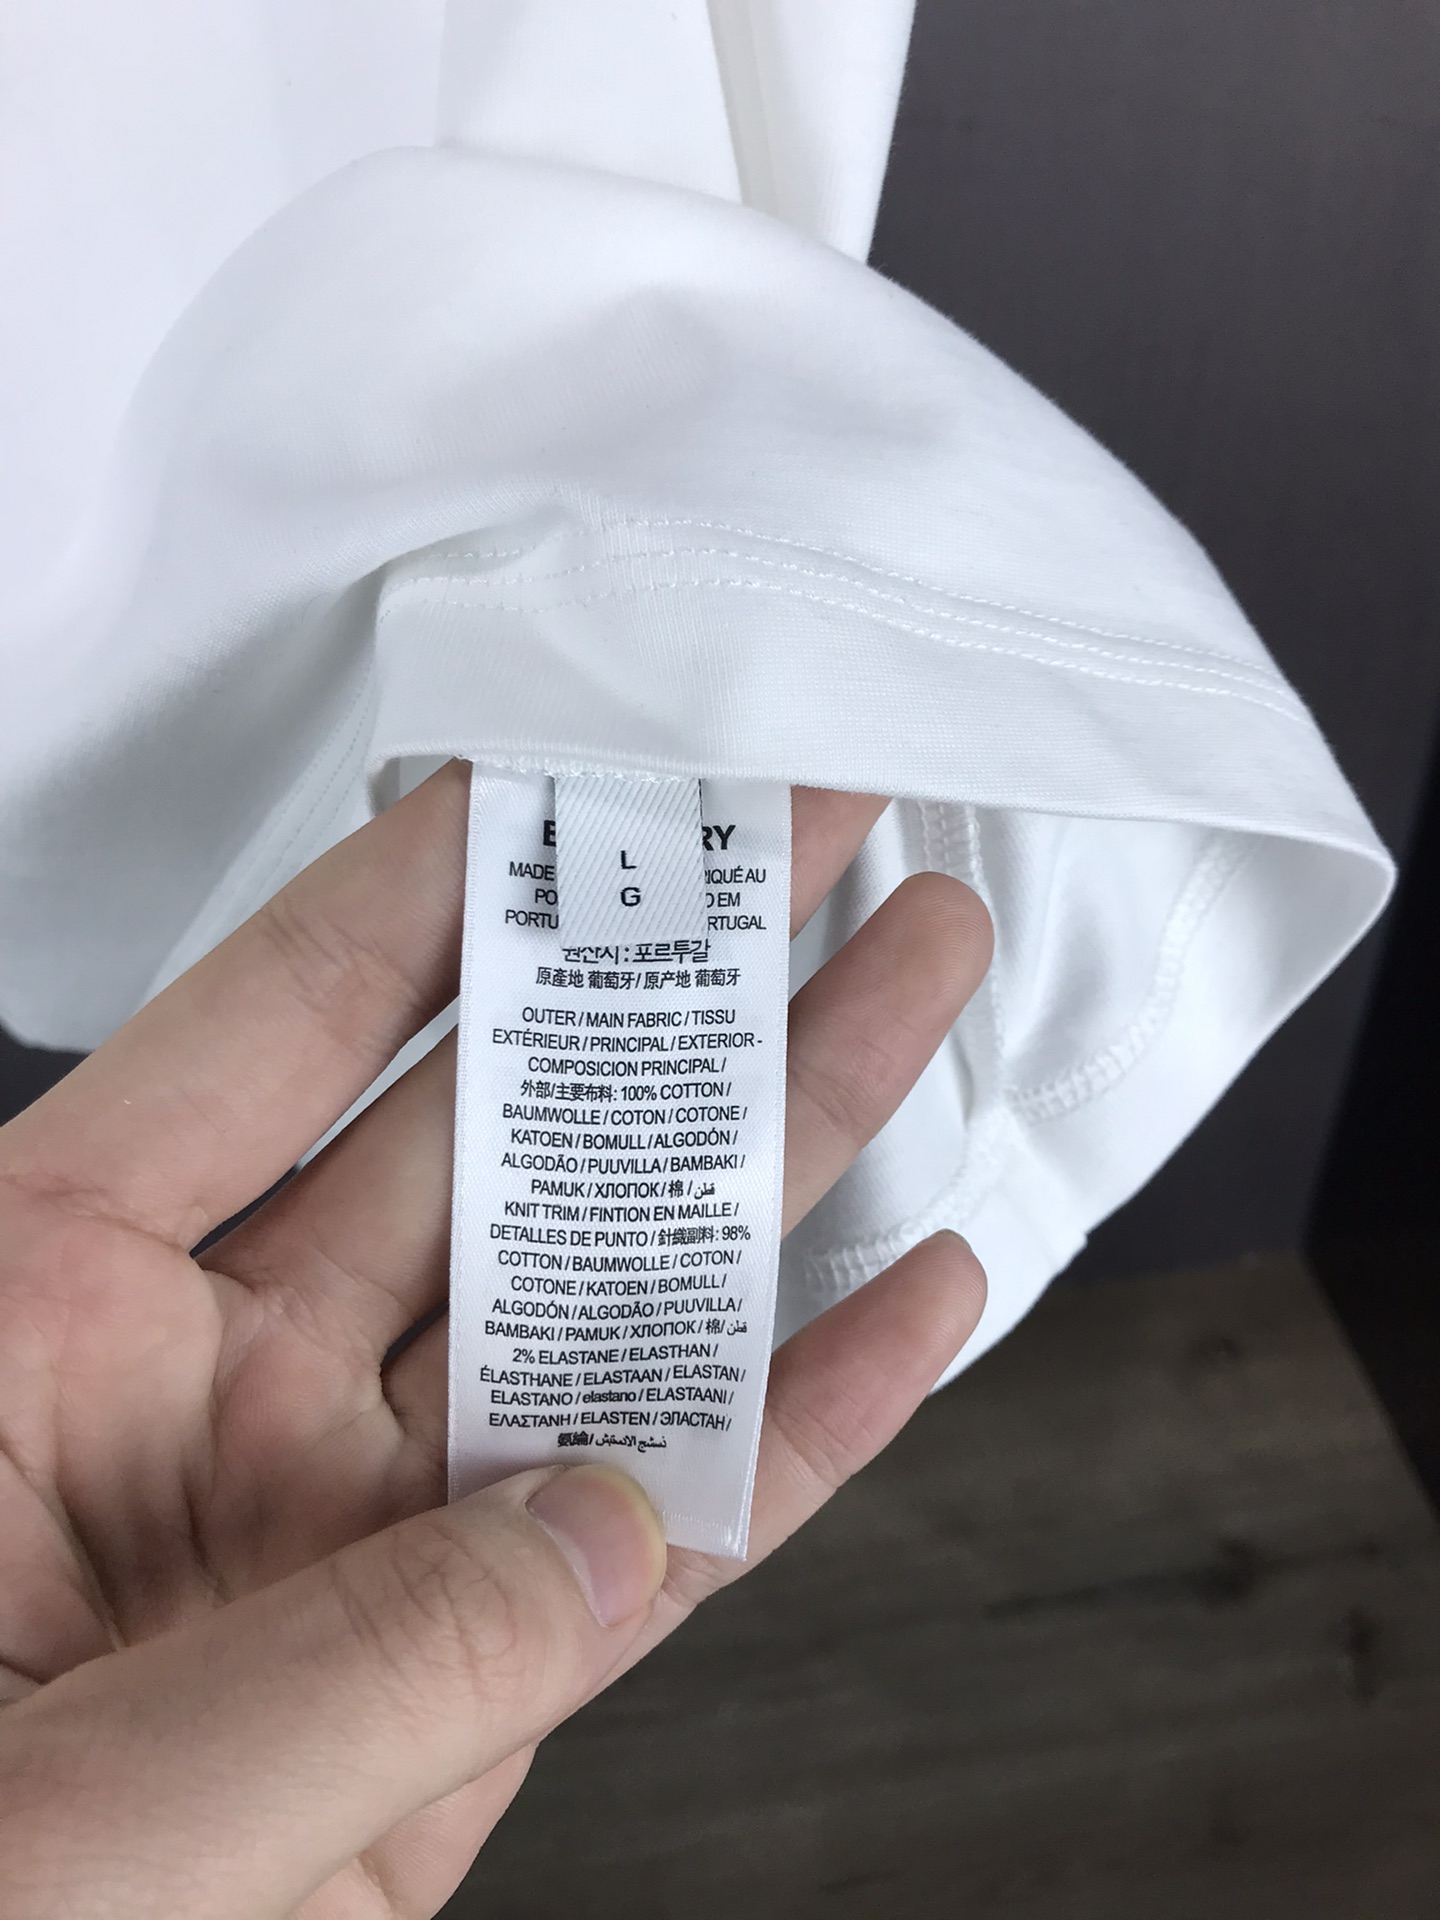 L
G
RY
MADE RIQUÉ AU
EM
PORTU RTUGAL
원산지 : 포르투갈
原產地 葡萄牙/ 原产地 葡萄牙
OUTER / MAIN FABRIC / TISSU
EXTÉRIEUR / PRINCIPAL / EXTERIOR -
COMPOSICION PRINCIPAL /
外部/主要布料: 100% COTTON /
BAUMWOLLE / COTON / COTONE /
KATOEN / BOMULL / ALGODÓN /
ALGODÃO / PUUVILLA / BAMBAKI /
PAMUK / ХЛОПОК / 棉 / قطن
KNIT TRIM / FINTION EN MAILLE /
DETALLES DE PUNTO / 針織副料: 98%
COTTON / BAUMWOLLE / COTON /
COTONE / KATOEN / BOMULL /
ALGODÓN / ALGODÃO / PUUVILLA /
BAMBAKI / PAMUK / ХЛОПОК / 棉/ قطن
2% ELASTANE / ELASTHAN /
ÉLASTHANE / ELASTAAN / ELASTAN /
ELASTANO / elastano / ELASTAANI /
ΕΛΑΣΤΑΝΗ / ELASTEN / ЭЛАСТАН /
氨綸/